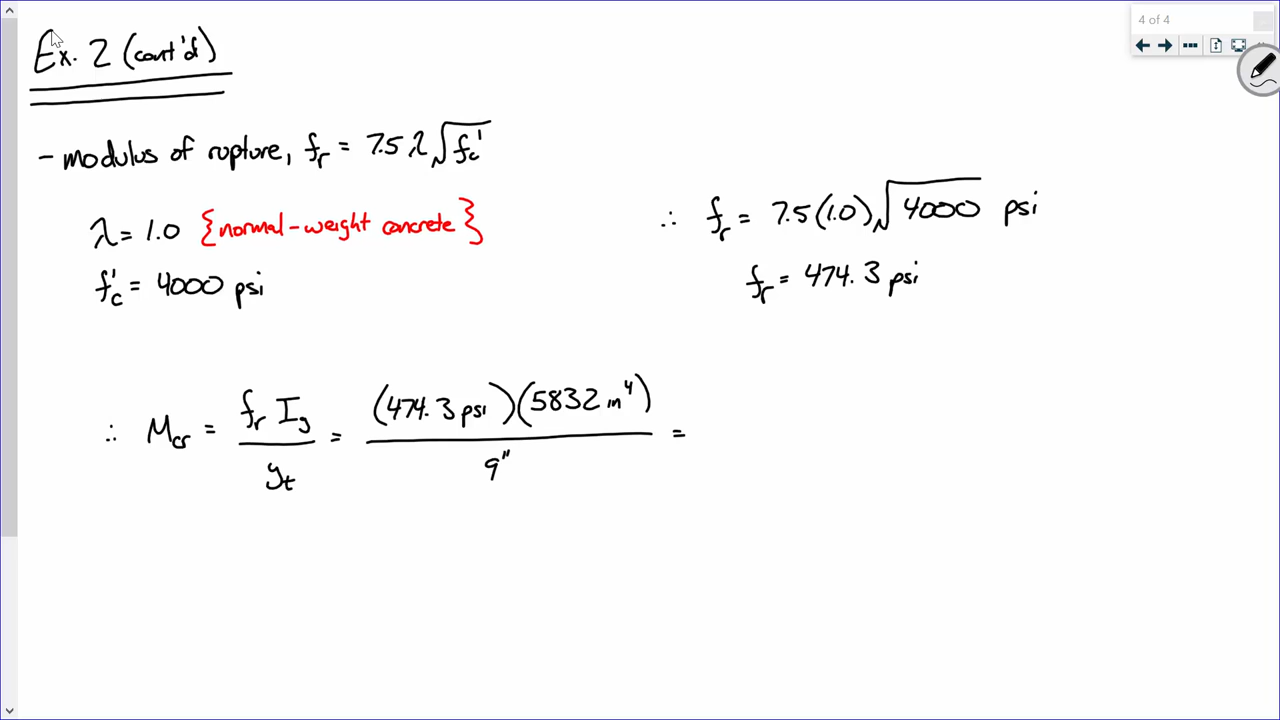 4 of 4
Ex. 2 (cont'd)
- modulus of rupture, fr = 7.5 λ √fc'
λ = 1.0 {normal-weight concrete}
f'c = 4000 psi
∴ fr = 7.5 (1.0) √4000 psi
fr = 474.3 psi
∴ Mcr = fr Ig / yt = (474.3 psi)(5832 in⁴) / 9" =